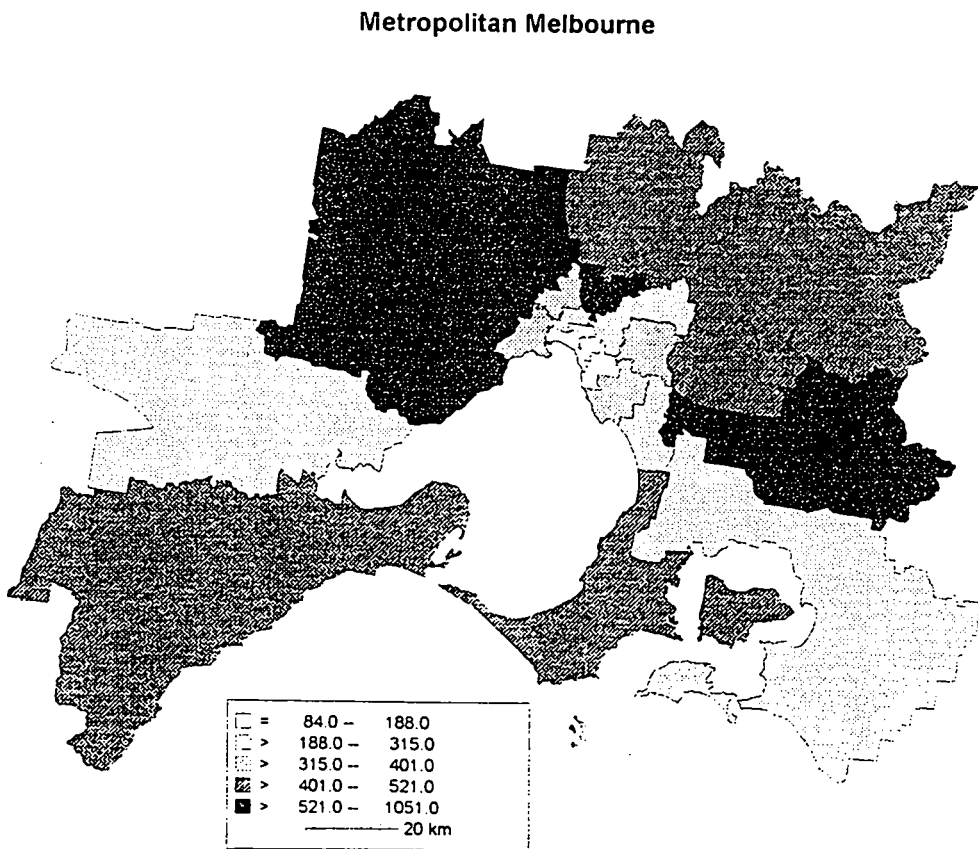 Metropolitan Melbourne
= 84.0 – 188.0
> 188.0 – 315.0
> 315.0 – 401.0
> 401.0 – 521.0
> 521.0 – 1051.0
20 km